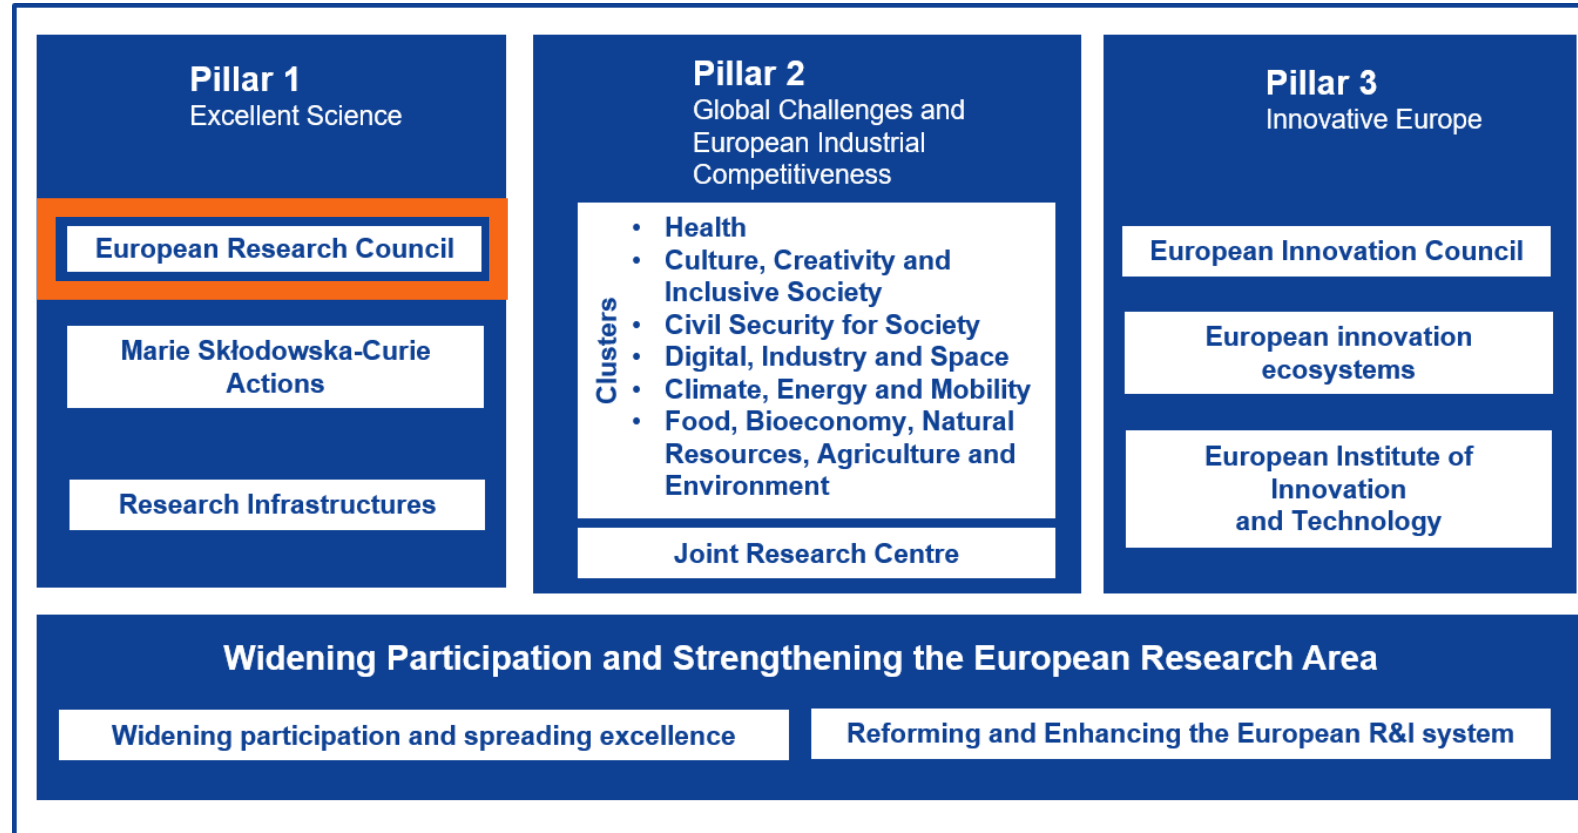 Pillar 1
Excellent Science
European Research Council
Marie Skłodowska-Curie
Actions
Research Infrastructures
Pillar 2
Global Challenges and
European Industrial
Competitiveness
Clusters
• Health
• Culture, Creativity and
Inclusive Society
• Civil Security for Society
• Digital, Industry and Space
• Climate, Energy and Mobility
• Food, Bioeconomy, Natural
Resources, Agriculture and
Environment
Joint Research Centre
Pillar 3
Innovative Europe
European Innovation Council
European innovation
ecosystems
European Institute of
Innovation
and Technology
Widening Participation and Strengthening the European Research Area
Widening participation and spreading excellence
Reforming and Enhancing the European R&I system